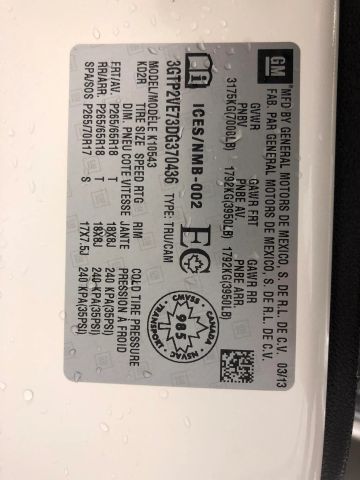 GM
"MFD BY GENERAL MOTORS DE MEXICO S. DE R.L. DE C.V. 03/13
FAB. PAR GENERAL MOTORS DE MEXICO S. DE R.L. DE C.V.
GVWR GAWR FRT GAWR RR
PNBV PNBE AV. PNBE ARR.
3175KG(7000LB) 1792KG(3950LB) 1792KG(3950LB)
i ICES/NMB-002 EC
CANADA
CMVSS
985
NSVAC
TRANSPORT
3GTP2VE73DG370436 TYPE: TRU/CAM
MODEL/MODÈLE K10543
KD2R
TIRE SIZE SPEED RTG RIM COLD TIRE PRESSURE
DIM. PNEU COTE VITESSE JANTE PRESSION À FROID
FRT/AV. P265/65R18 T 18X8J 240 KPA(35PSI)
RR/ARR. P265/65R18 T 18X8J 240 KPA(35PSI)
SPA/SOS P265/70R17 S 17X7.5J 240 KPA(35PSI)